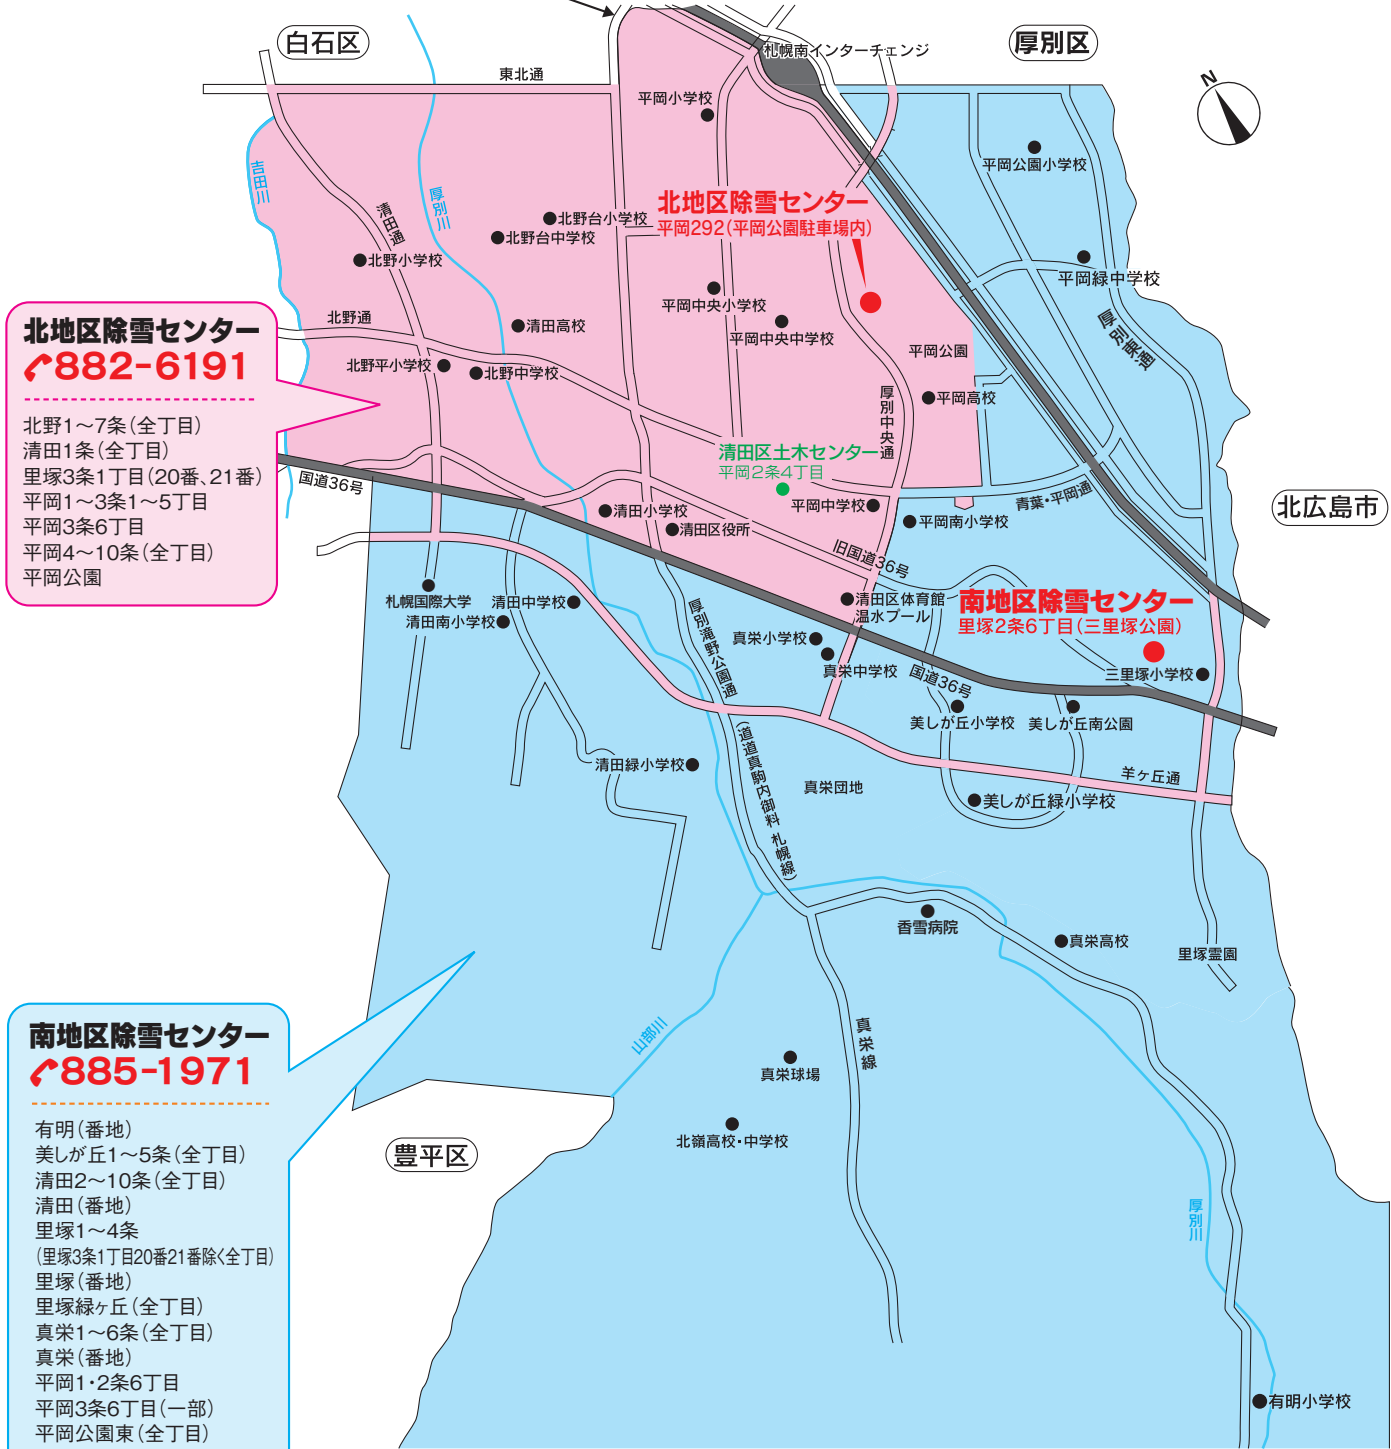 白石区
厚別区
札幌南インターチェンジ
東北通
N
平岡小学校
平岡公園小学校
吉田川
厚別川
清田通
北地区除雪センター
平岡292(平岡公園駐車場内)
北野台小学校
北野台中学校
北野小学校
平岡緑中学校
平岡中央小学校
平岡中央中学校
北野通
清田高校
厚別東通
北野平小学校
北野中学校
平岡公園
平岡高校
厚別中央通
北地区除雪センター
882-6191
北野1〜7条(全丁目)
清田1条(全丁目)
里塚3条1丁目(20番、21番)
平岡1〜3条1〜5丁目
平岡3条6丁目
平岡4〜10条(全丁目)
平岡公園
清田区土木センター
平岡2条4丁目
国道36号
青葉・平岡通
北広島市
清田小学校
清田区役所
平岡中学校
平岡南小学校
旧国道36号
札幌国際大学
清田中学校
清田南小学校
厚別滝野公園通
清田区体育館
温水プール
南地区除雪センター
里塚2条6丁目(三里塚公園)
真栄小学校
真栄中学校
国道36号
三里塚小学校
美しが丘小学校
美しが丘南公園
(道道真駒内御料札幌線)
清田緑小学校
真栄団地
羊ヶ丘通
美しが丘緑小学校
香雪病院
真栄高校
里塚霊園
山部川
真栄線
真栄球場
北嶺高校・中学校
豊平区
厚別川
有明小学校
南地区除雪センター
885-1971
有明(番地)
美しが丘1〜5条(全丁目)
清田2〜10条(全丁目)
清田(番地)
里塚1〜4条
(里塚3条1丁目20番21番除く全丁目)
里塚(番地)
里塚緑ヶ丘(全丁目)
真栄1〜6条(全丁目)
真栄(番地)
平岡1・2条6丁目
平岡3条6丁目(一部)
平岡公園東(全丁目)